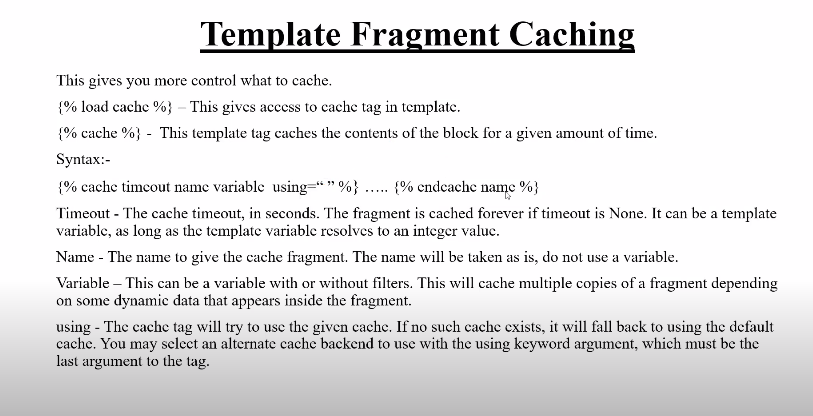 Template Fragment Caching
This gives you more control what to cache.
{% load cache %} – This gives access to cache tag in template.
{% cache %} - This template tag caches the contents of the block for a given amount of time.
Syntax:-
{% cache timeout name variable using=“ ” %} ….. {% endcache name %}
Timeout - The cache timeout, in seconds. The fragment is cached forever if timeout is None. It can be a template
variable, as long as the template variable resolves to an integer value.
Name - The name to give the cache fragment. The name will be taken as is, do not use a variable.
Variable – This can be a variable with or without filters. This will cache multiple copies of a fragment depending
on some dynamic data that appears inside the fragment.
using - The cache tag will try to use the given cache. If no such cache exists, it will fall back to using the default
cache. You may select an alternate cache backend to use with the using keyword argument, which must be the
last argument to the tag.